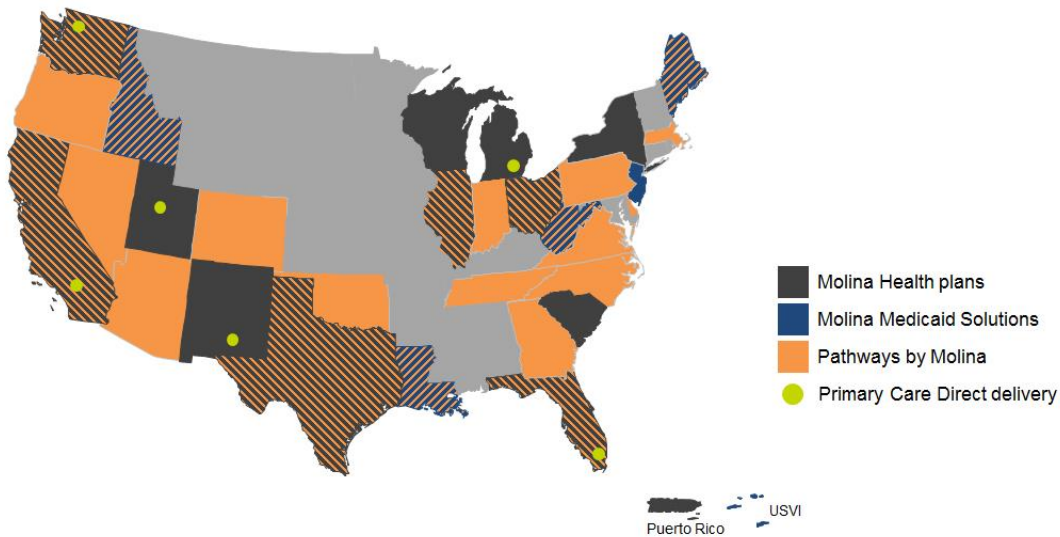 Molina Health plans
Molina Medicaid Solutions
Pathways by Molina
Primary Care Direct delivery
USVI
Puerto Rico